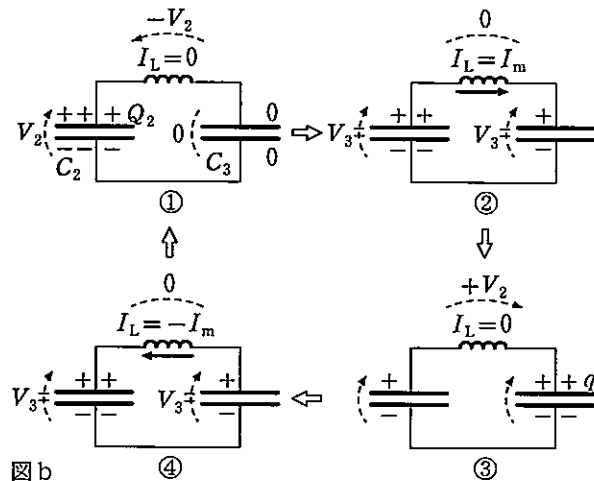 −V₂
I_L=0
V₂
++ +
Q₂
− − −
C₂
0
C₃
0
0
①
0
I_L=I_m
V₃
+ +
− −
V₃
+
−
②
0
I_L=−I_m
V₃
+ +
− −
V₃
+
−
④
+V₂
I_L=0
+
−
+ + q
− −
③
図b